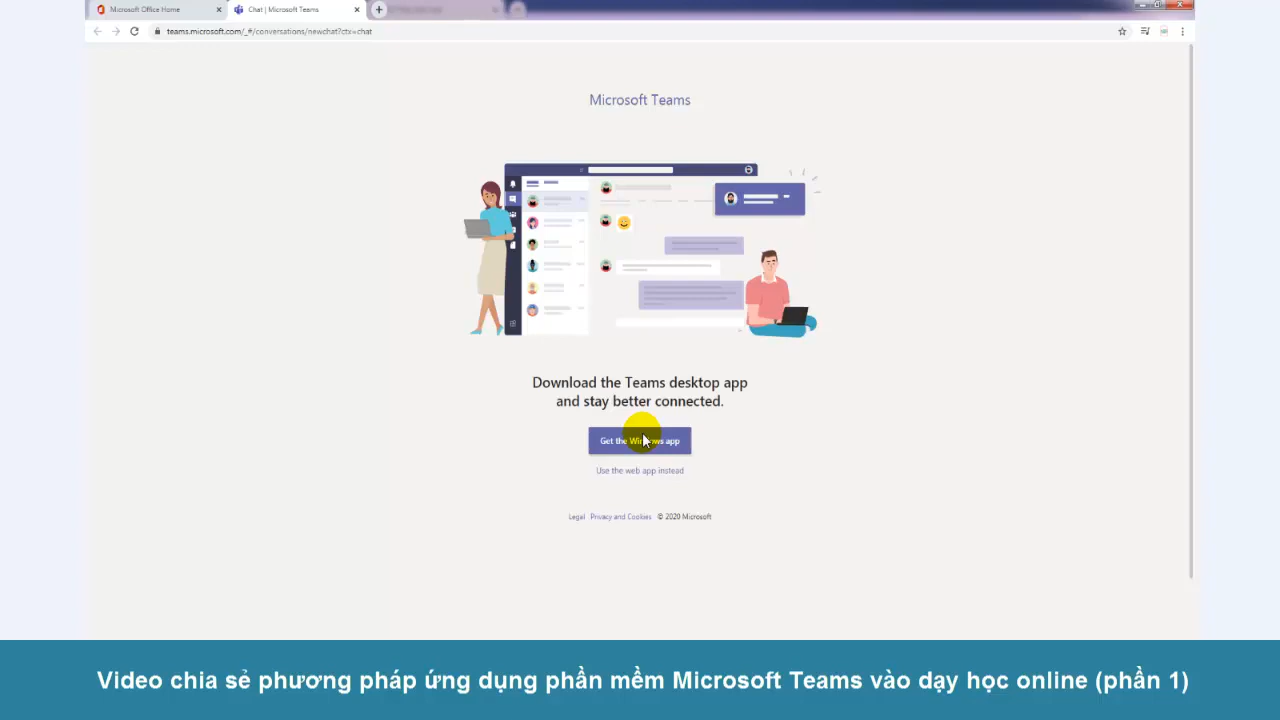 Microsoft Office Home
Chat | Microsoft Teams
teams.microsoft.com/_#/conversations/newchat?ctx=chat
Microsoft Teams
Download the Teams desktop app
and stay better connected.
Get the Windows app
Use the web app instead
Legal Privacy and Cookies © 2020 Microsoft
Video chia sẻ phương pháp ứng dụng phần mềm Microsoft Teams vào dạy học online (phần 1)